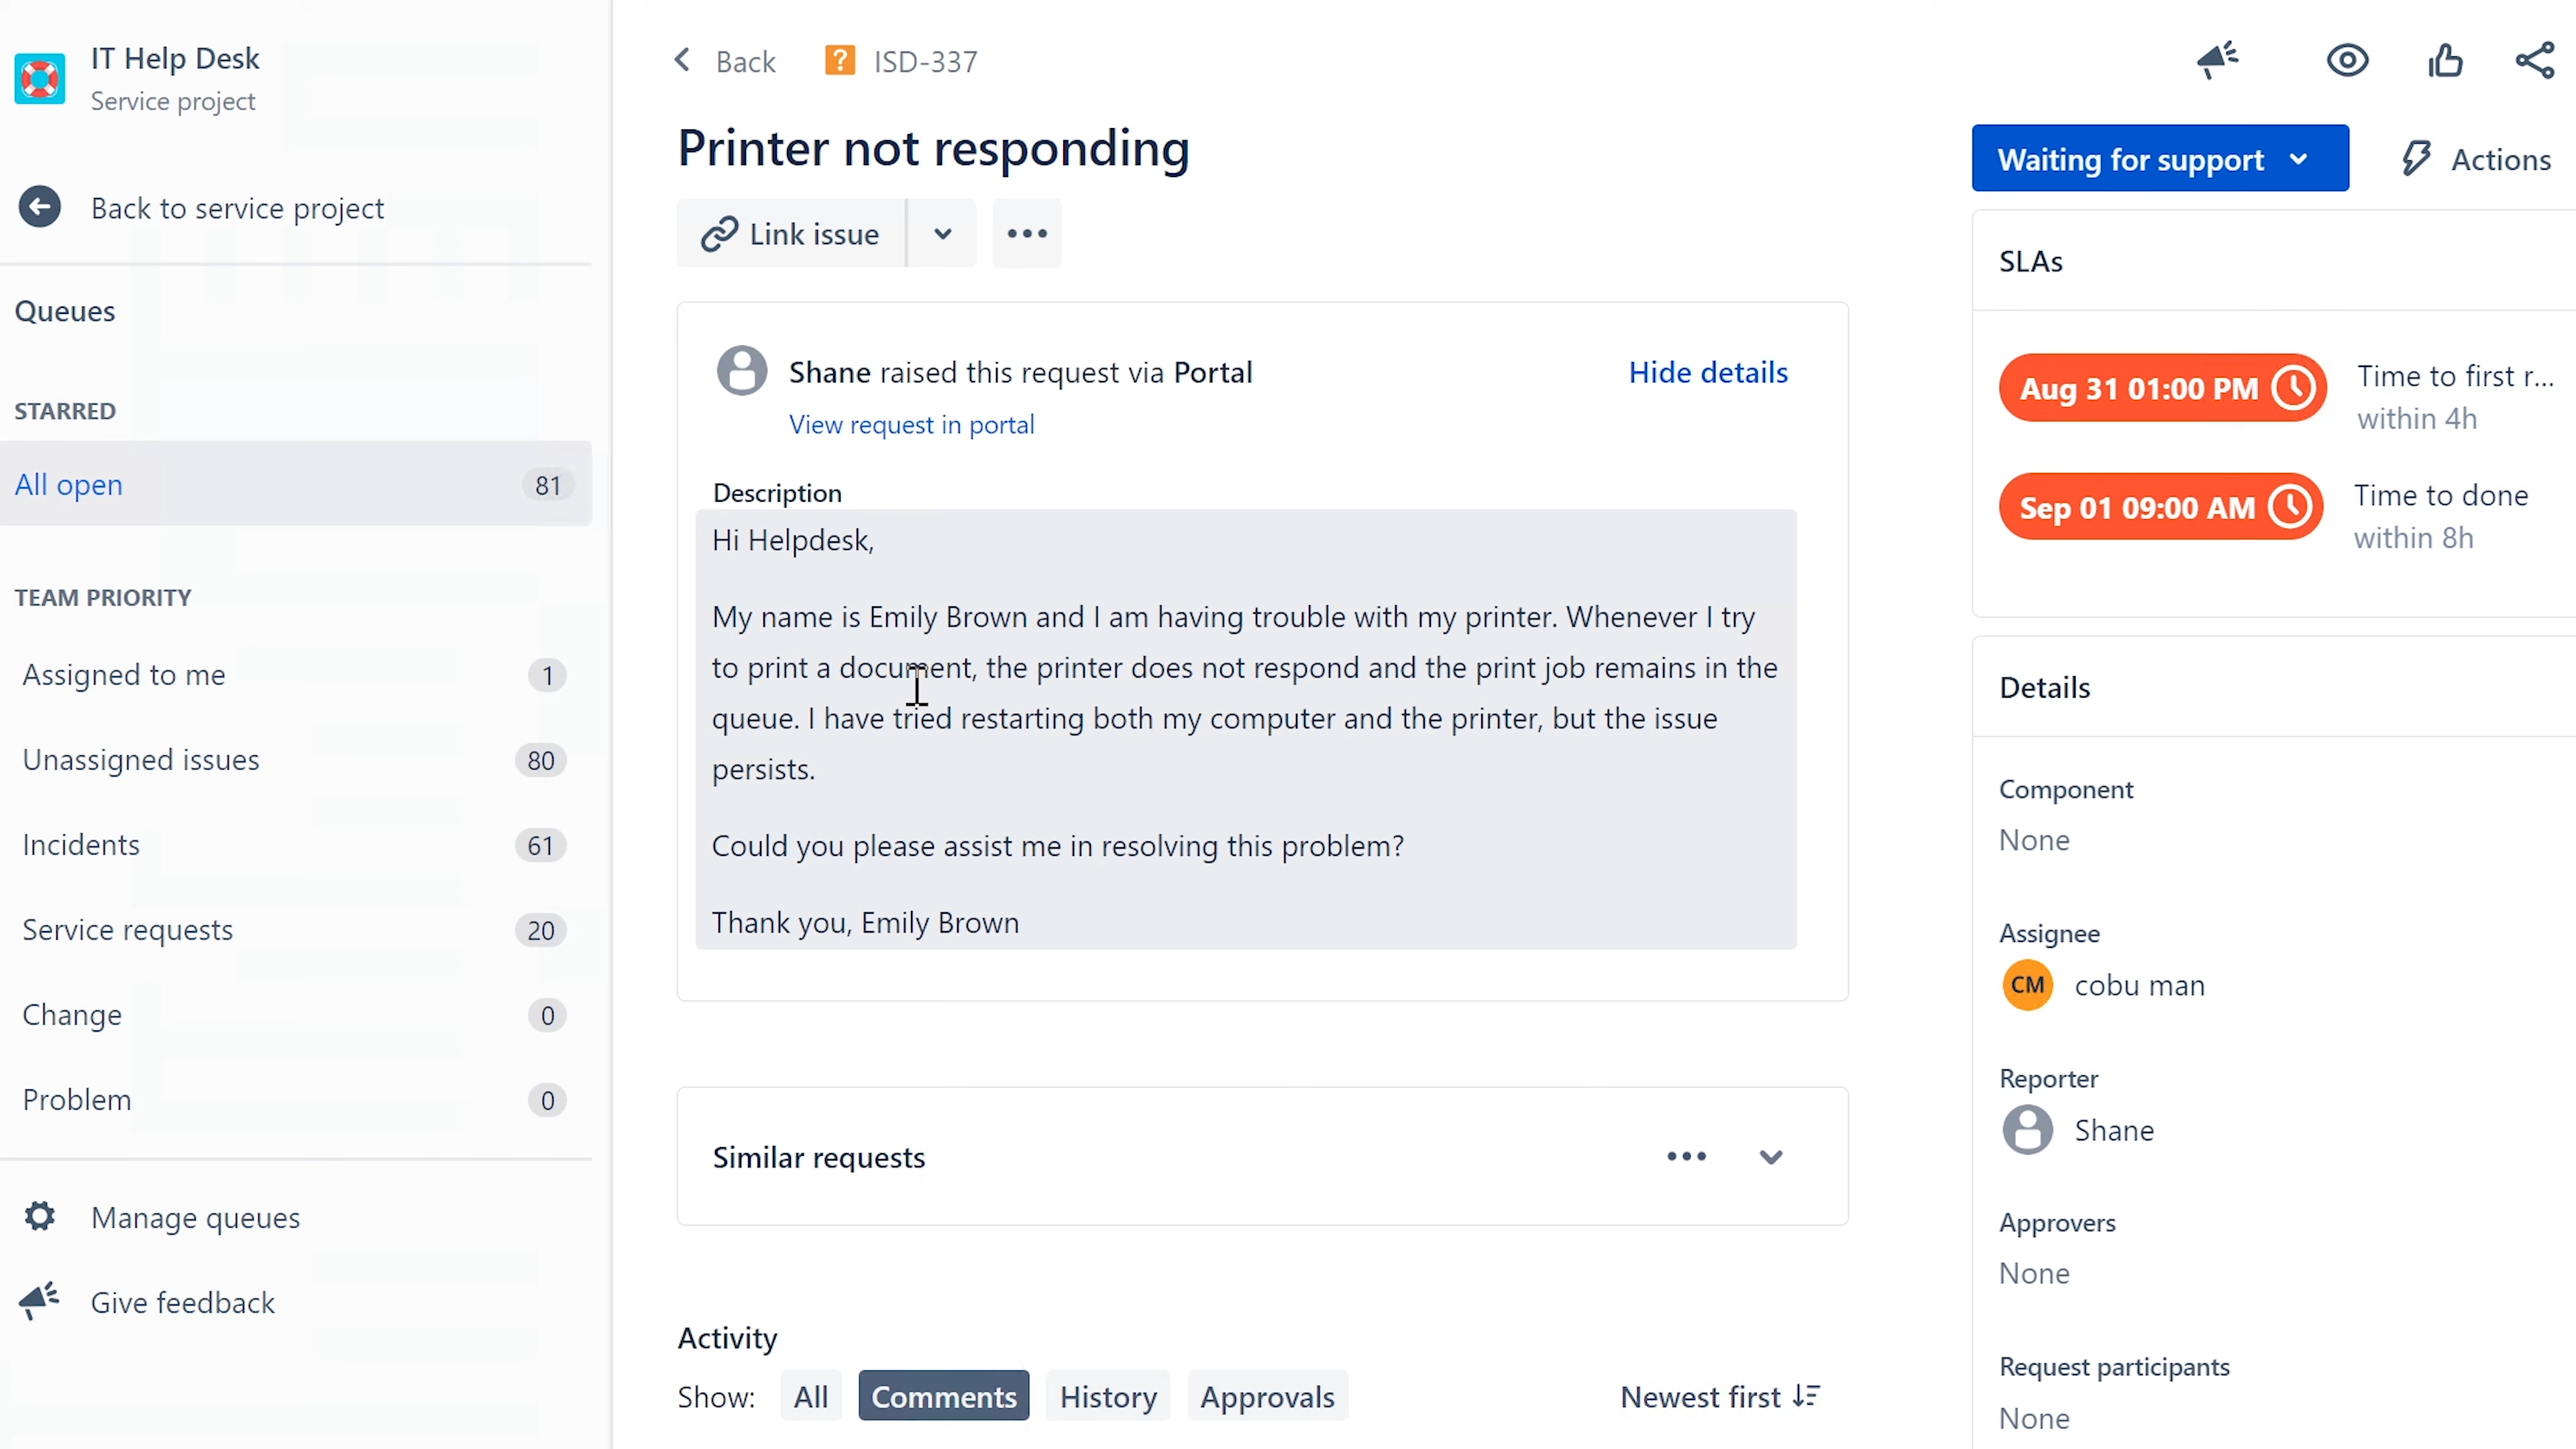 IT Help Desk
Service project
Back to service project
Queues
STARRED
All open 81
TEAM PRIORITY
Assigned to me 1
Unassigned issues 80
Incidents 61
Service requests 20
Change 0
Problem 0
Manage queues
Give feedback
Back ? ISD-337
Printer not responding
Link issue
Shane raised this request via Portal Hide details
View request in portal
Description
Hi Helpdesk,
My name is Emily Brown and I am having trouble with my printer. Whenever I try
to print a document, the printer does not respond and the print job remains in the
queue. I have tried restarting both my computer and the printer, but the issue
persists.
Could you please assist me in resolving this problem?
Thank you, Emily Brown
Similar requests
Activity
Show: All Comments History Approvals Newest first
Waiting for support Actions
SLAs
Aug 31 01:00 PM Time to first r...
within 4h
Sep 01 09:00 AM Time to done
within 8h
Details
Component
None
Assignee
CM cobu man
Reporter
Shane
Approvers
None
Request participants
None